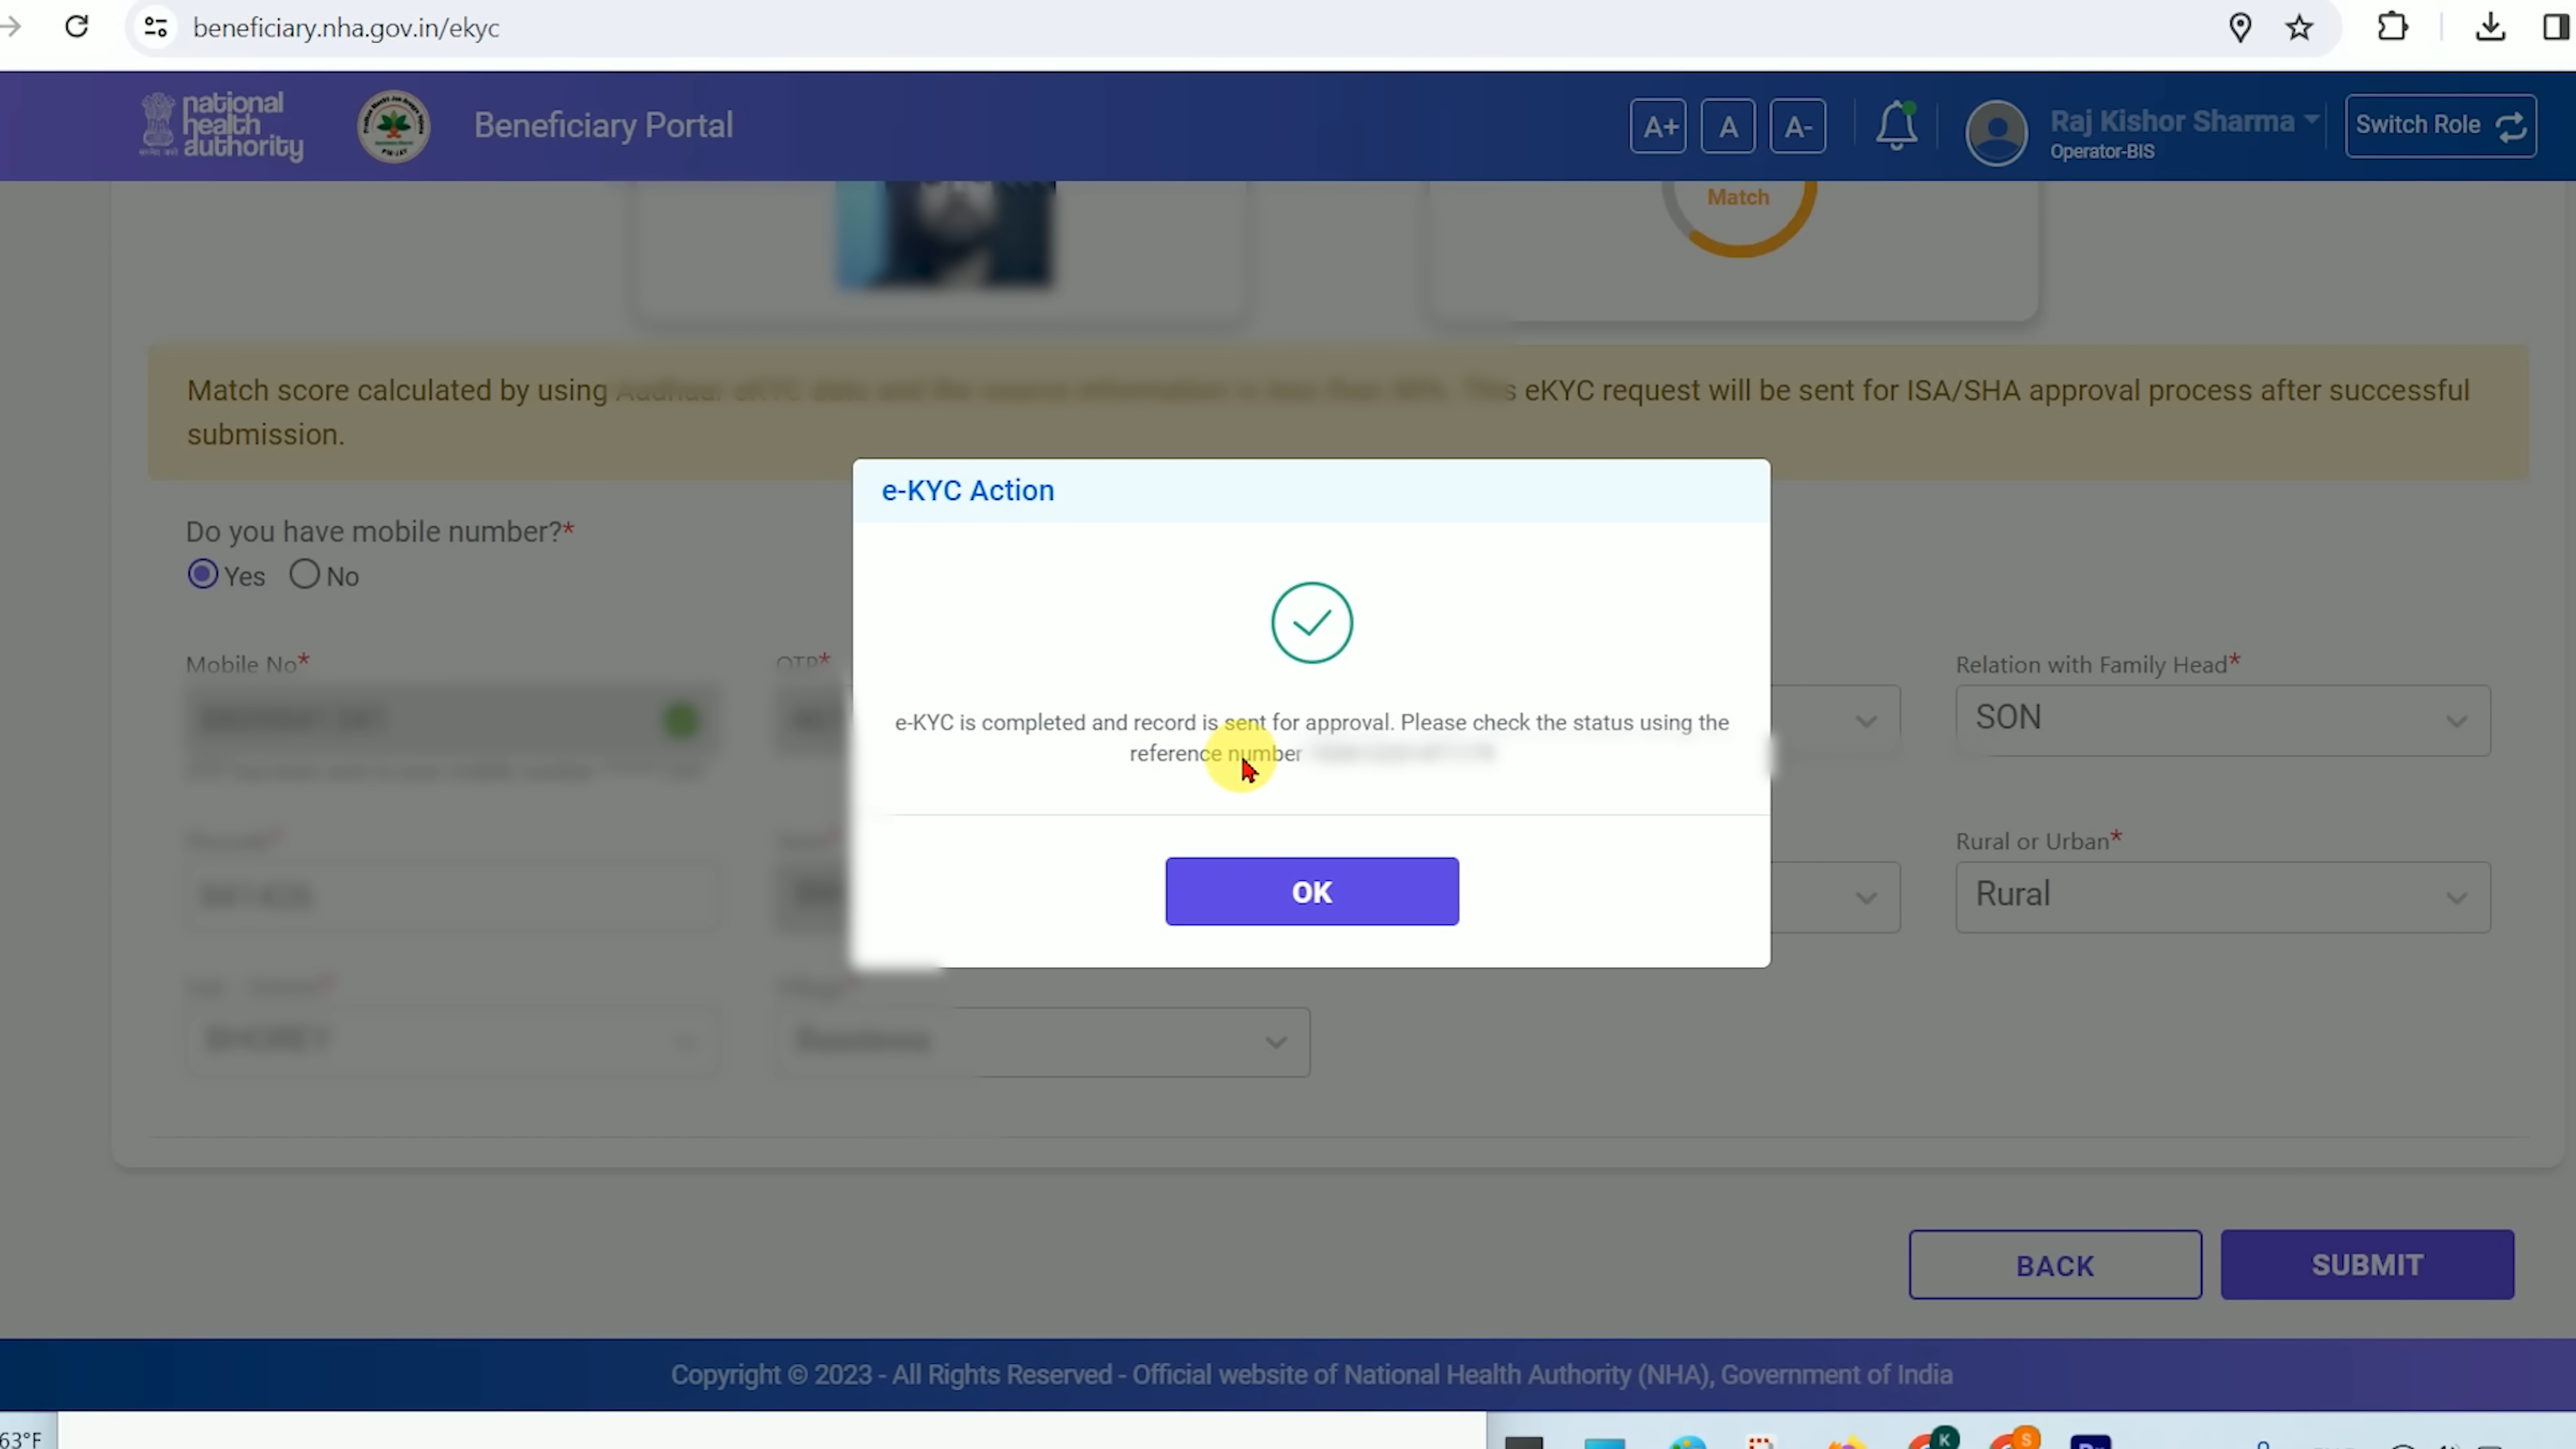 beneficiary.nha.gov.in/ekyc
national
health
authority
Beneficiary Portal
A+ A A-
Raj Kishor Sharma
Operator-BIS
Switch Role
Match
Match score calculated by using eKYC request will be sent for ISA/SHA approval process after successful
submission.
e-KYC Action
Do you have mobile number?*
Yes No
e-KYC is completed and record is sent for approval. Please check the status using the
reference number
OK
Mobile No* OTP* Relation with Family Head*
SON
Rural or Urban*
Rural
BACK SUBMIT
Copyright © 2023 - All Rights Reserved - Official website of National Health Authority (NHA), Government of India
63°F
K S